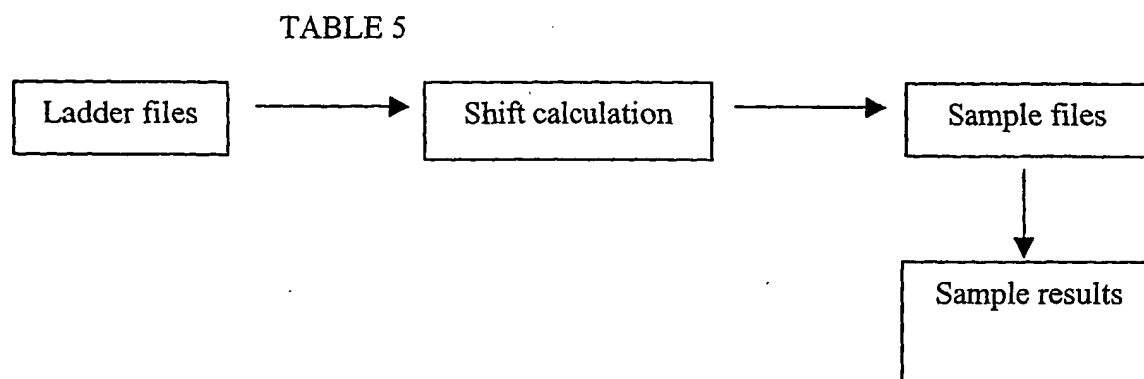 TABLE 5
Ladder files
Shift calculation
Sample files
Sample results